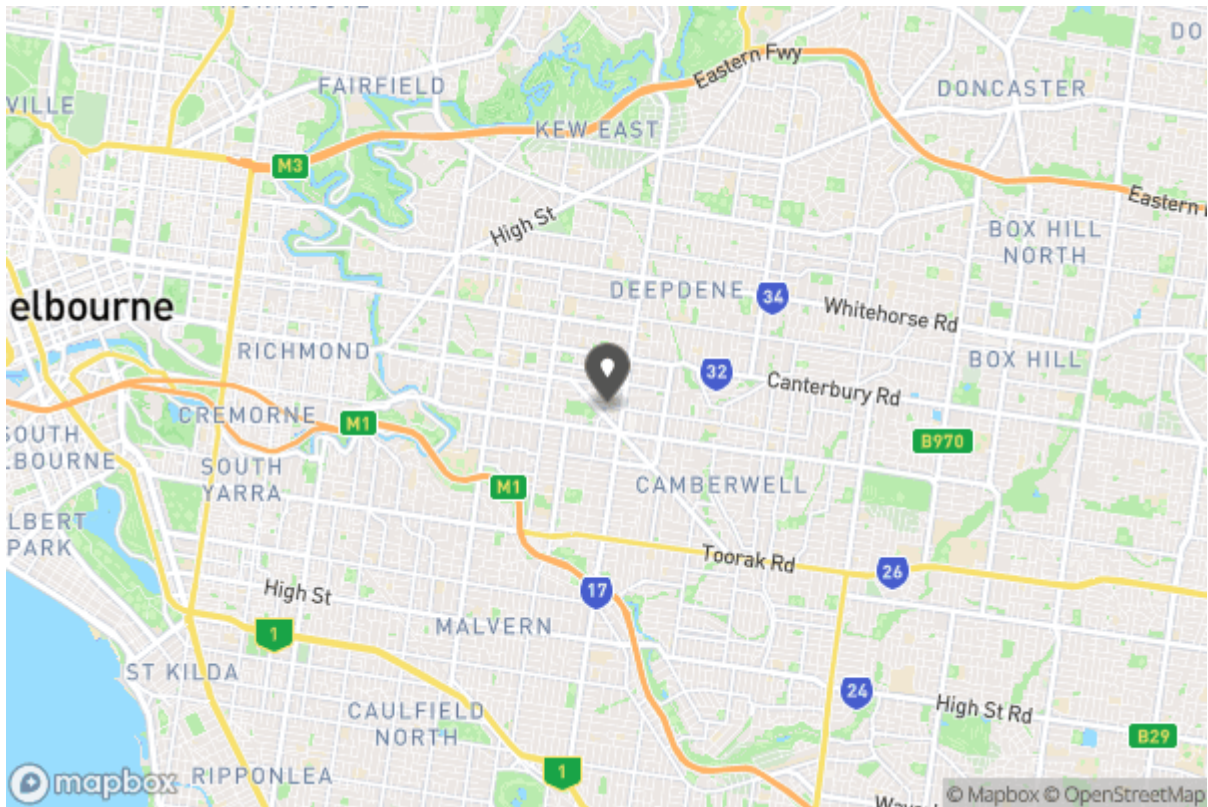 FAIRFIELD
Eastern Fwy
DO
DONCASTER
VILLE
KEW EAST
M3
Eastern
High St
BOX HILL
NORTH
DEEPDENE
34
Whitehorse Rd
elbourne
RICHMOND
BOX HILL
32
Canterbury Rd
CREMORNE
M1
SOUTH
LBOURNE
B970
SOUTH
YARRA
M1
CAMBERWELL
LBERT
PARK
Toorak Rd
26
17
High St
1
MALVERN
ST KILDA
24
High St Rd
CAULFIELD
NORTH
B29
RIPPONLEA
1
mapbox
© Mapbox © OpenStreetMap